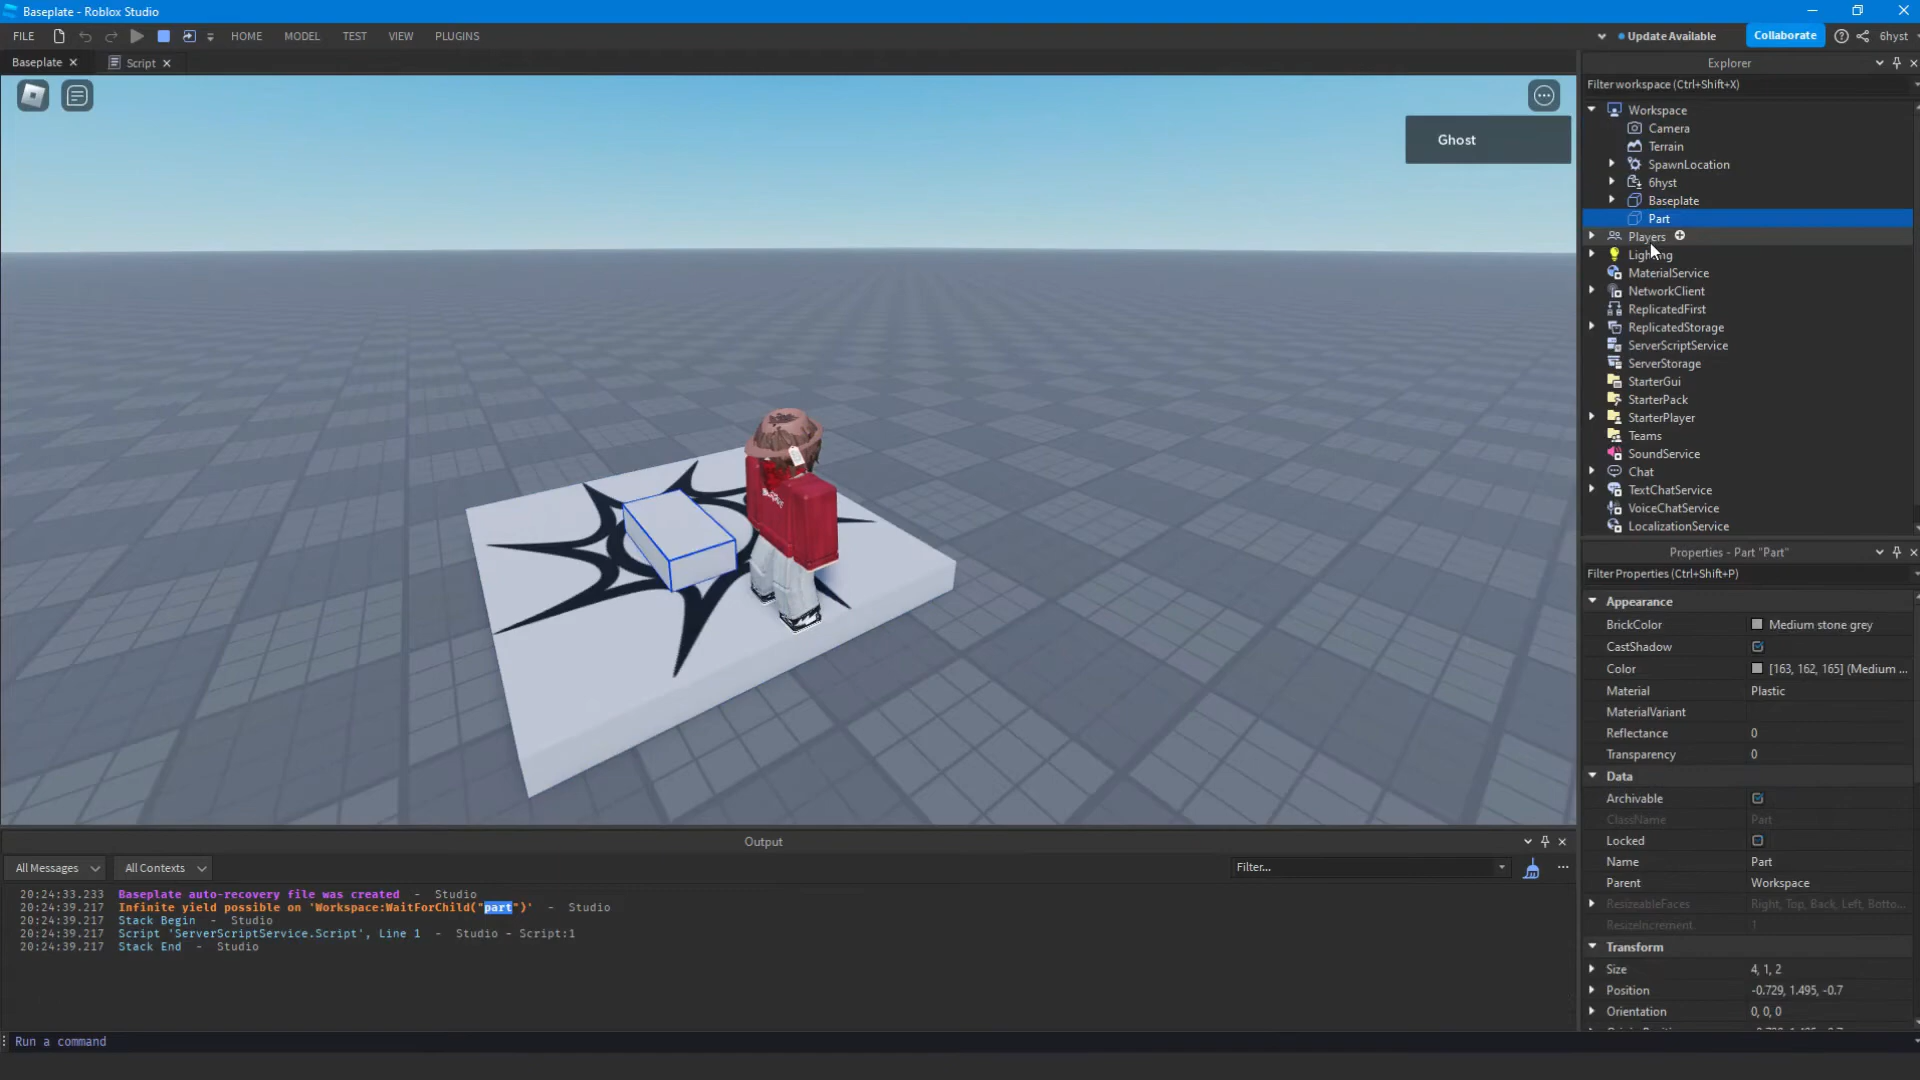 Baseplate - Roblox Studio
FILE HOME MODEL TEST VIEW PLUGINS Update Available Collaborate 6hyst
Baseplate Script
Ghost
Explorer
Filter workspace (Ctrl+Shift+X)
Workspace
Camera
Terrain
SpawnLocation
6hyst
Baseplate
Part
Players
Lighting
MaterialService
NetworkClient
ReplicatedFirst
ReplicatedStorage
ServerScriptService
ServerStorage
StarterGui
StarterPack
StarterPlayer
Teams
SoundService
Chat
TextChatService
VoiceChatService
LocalizationService
Properties - Part "Part"
Filter Properties (Ctrl+Shift+P)
Appearance
BrickColor Medium stone grey
CastShadow
Color [163, 162, 165] (Medium ...
Material Plastic
MaterialVariant
Reflectance 0
Transparency 0
Data
Archivable
ClassName Part
Locked
Name Part
Parent Workspace
ResizeableFaces Right, Top, Back, Left, Botto...
ResizeIncrement 1
Transform
Size 4, 1, 2
Position -0.729, 1.495, -0.7
Orientation 0, 0, 0
Output
All Messages All Contexts Filter...
20:24:33.233 Baseplate auto-recovery file was created - Studio
20:24:39.217 Infinite yield possible on 'Workspace:WaitForChild("part")' - Studio
20:24:39.217 Stack Begin - Studio
20:24:39.217 Script 'ServerScriptService.Script', Line 1 - Studio - Script:1
20:24:39.217 Stack End - Studio
Run a command